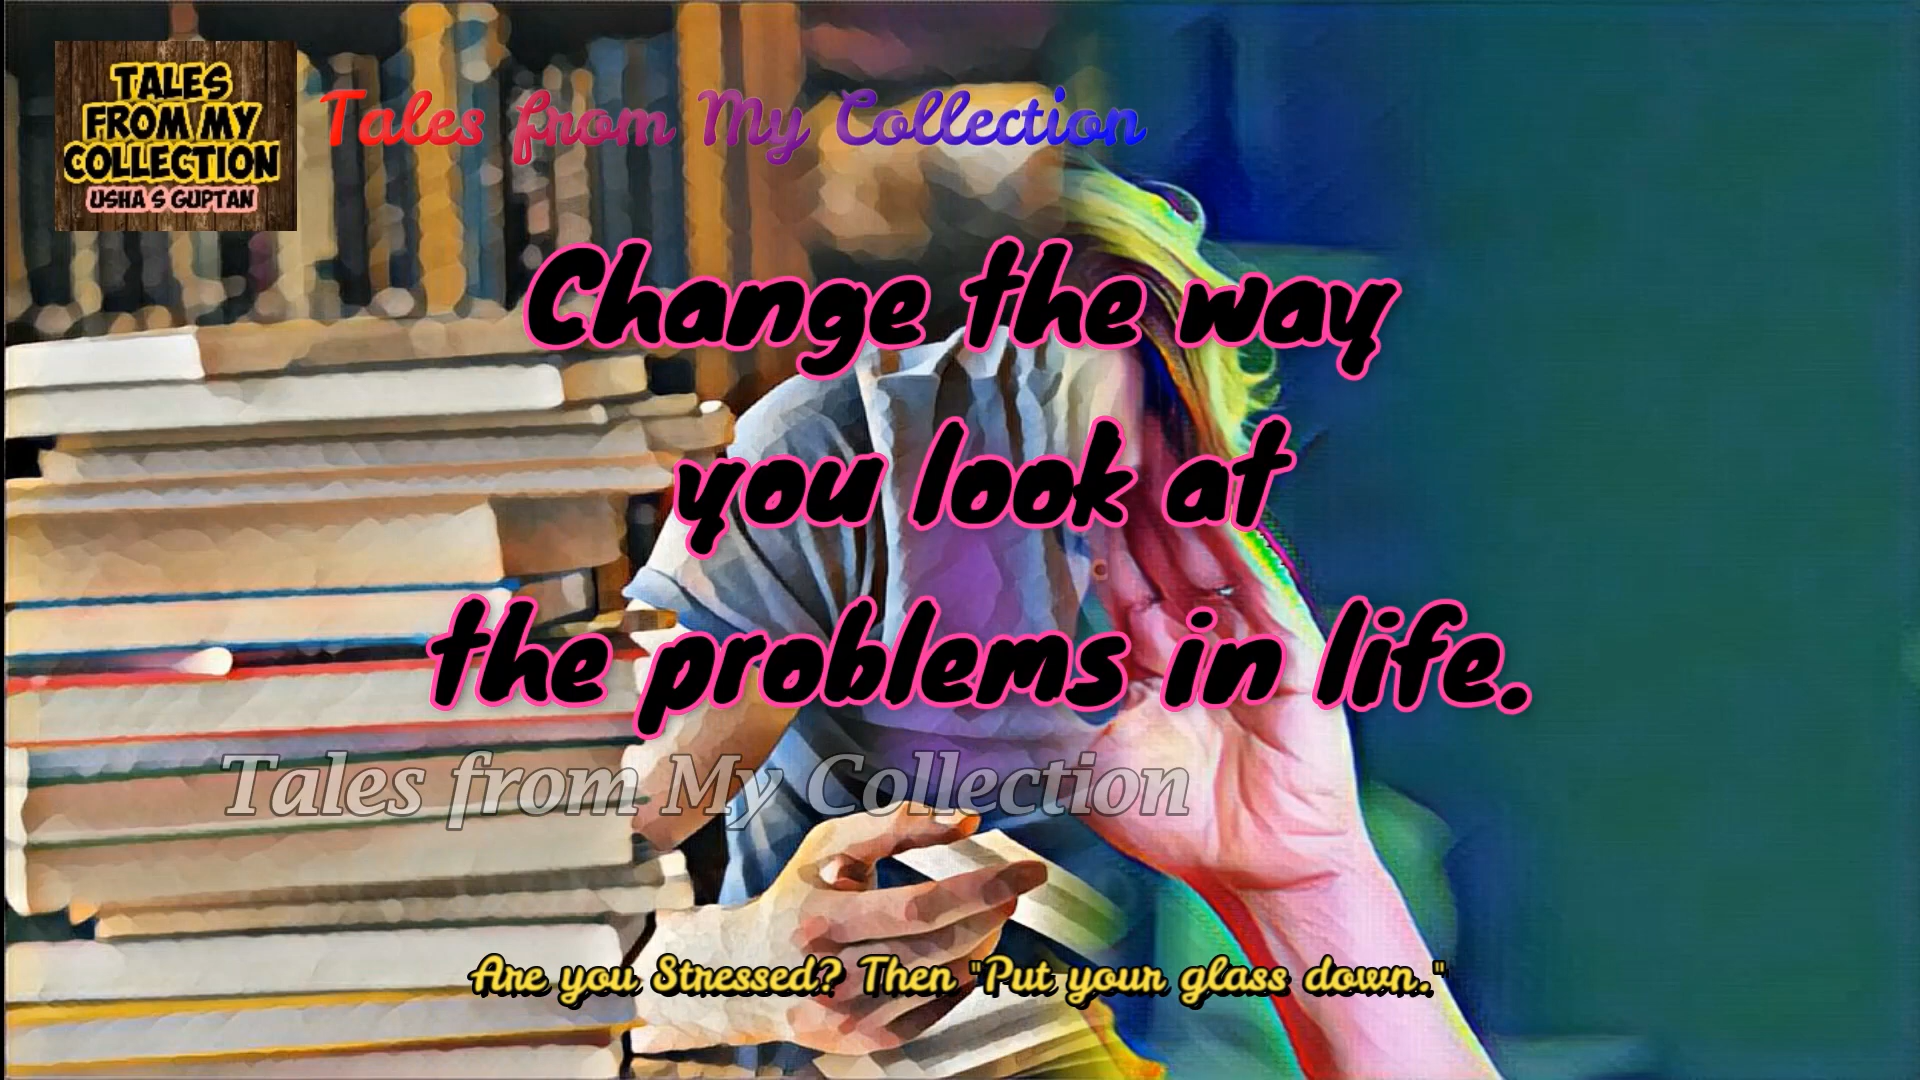 TALES
FROM MY
COLLECTION
USHA S GUPTAN
Tales from My Collection
Change the way
you look at
the problems in life.
Tales from My Collection
Are you Stressed? Then "Put your glass down."